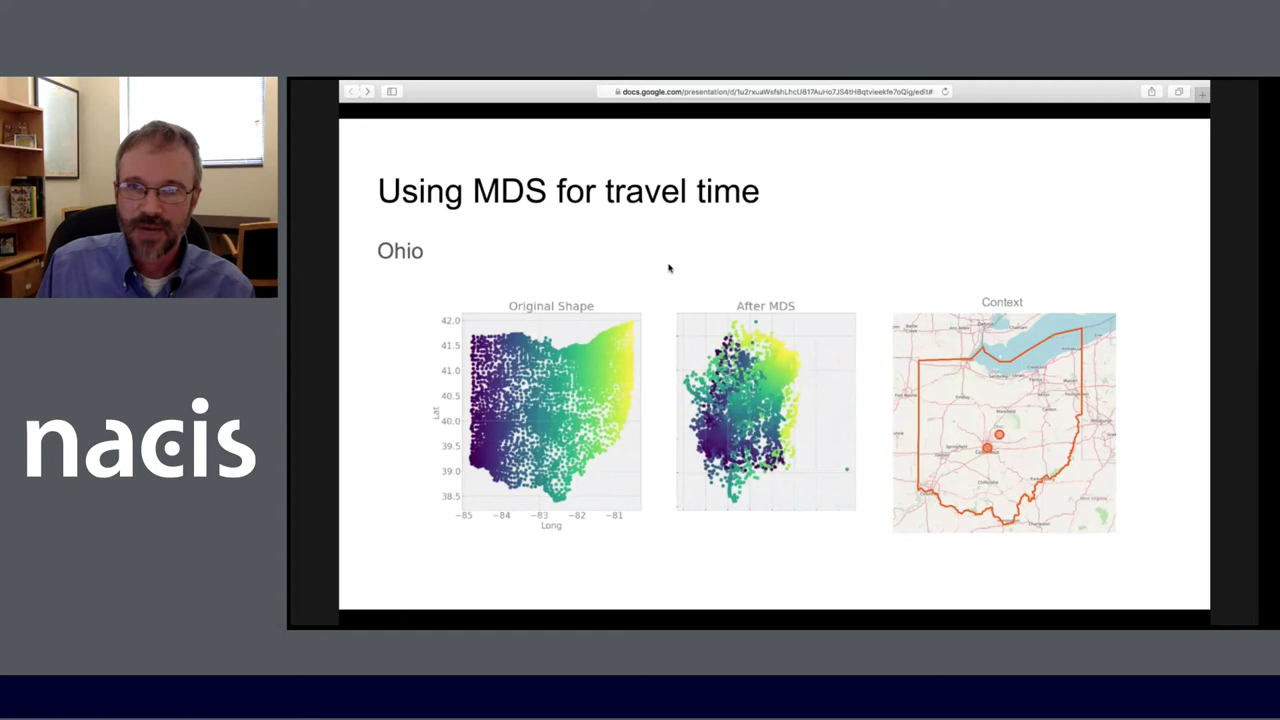 docs.google.com/presentation/d/1u2rxuaWsfshLhcU617AuHo7JS4tHBqtvieekfe7oQig/edit#
Using MDS for travel time
Ohio
Original Shape
After MDS
Context
42.0
41.5
41.0
40.5
40.0
39.5
39.0
38.5
Lat
−85
−84
−83
−82
−81
Long
nacis